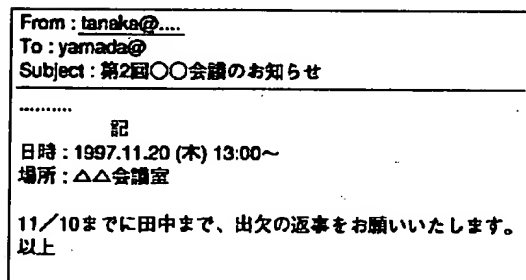 From : tanaka@....
To : yamada@
Subject : 第2回〇〇会議のお知らせ
..........
記
日時 : 1997.11.20 (木) 13:00～
場所 : △△会議室
11／10までに田中まで、出欠の返事をお願いいたします。
以上